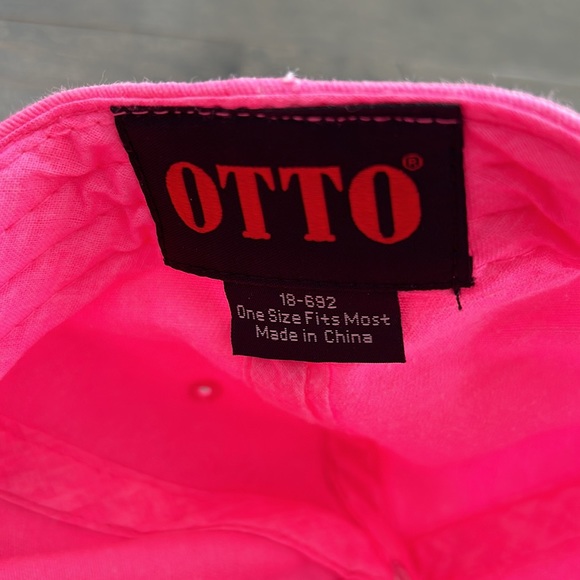 OTTO®
18-692
One Size Fits Most
Made in China